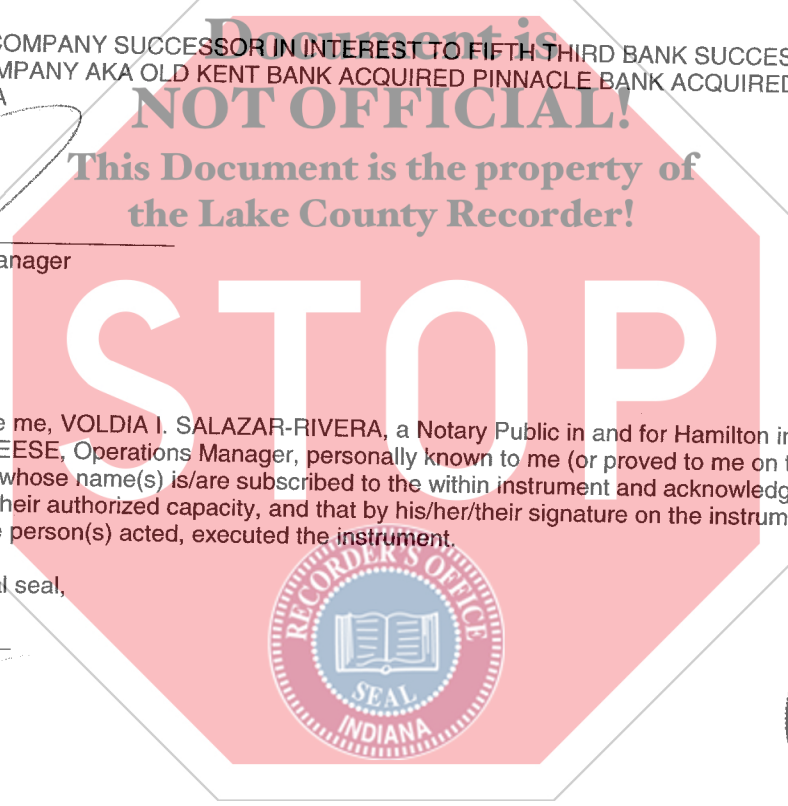 COMPANY SUCCESSOR IN INTEREST TO FIFTH THIRD BANK SUCCES
MPANY AKA OLD KENT BANK ACQUIRED PINNACLE BANK ACQUIRED
A
Document is
NOT OFFICIAL!
This Document is the property of
the Lake County Recorder!
anager
STOP
e me, VOLDIA I. SALAZAR-RIVERA, a Notary Public in and for Hamilton in
EESE, Operations Manager, personally known to me (or proved to me on t
whose name(s) is/are subscribed to the within instrument and acknowledg
heir authorized capacity, and that by his/her/their signature on the instrum
e person(s) acted, executed the instrument.
al seal,
RECORDER'S OFFICE
SEAL
INDIANA